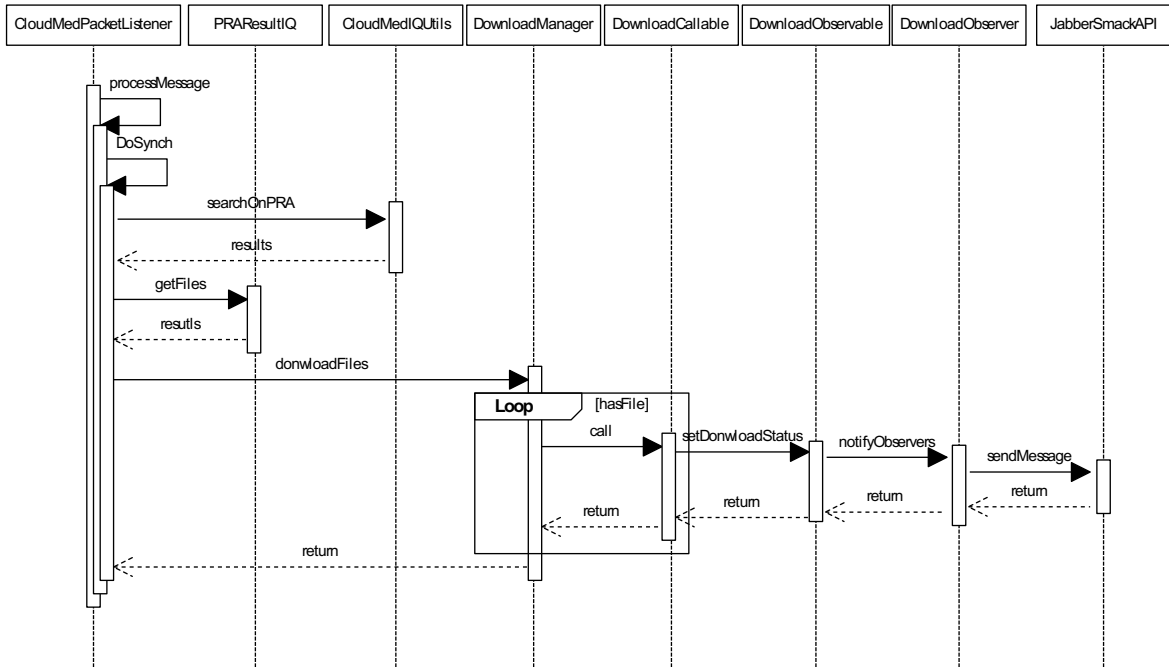 CloudMedPacketListener
PRAResultIQ
CloudMedIQUtils
DownloadManager
DownloadCallable
DownloadObservable
DownloadObserver
JabberSmackAPI
processMessage
DoSynch
searchOnPRA
results
getFiles
resutls
donwloadFiles
Loop
[hasFile]
call
setDonwloadStatus
notifyObservers
sendMessage
return
return
return
return
return